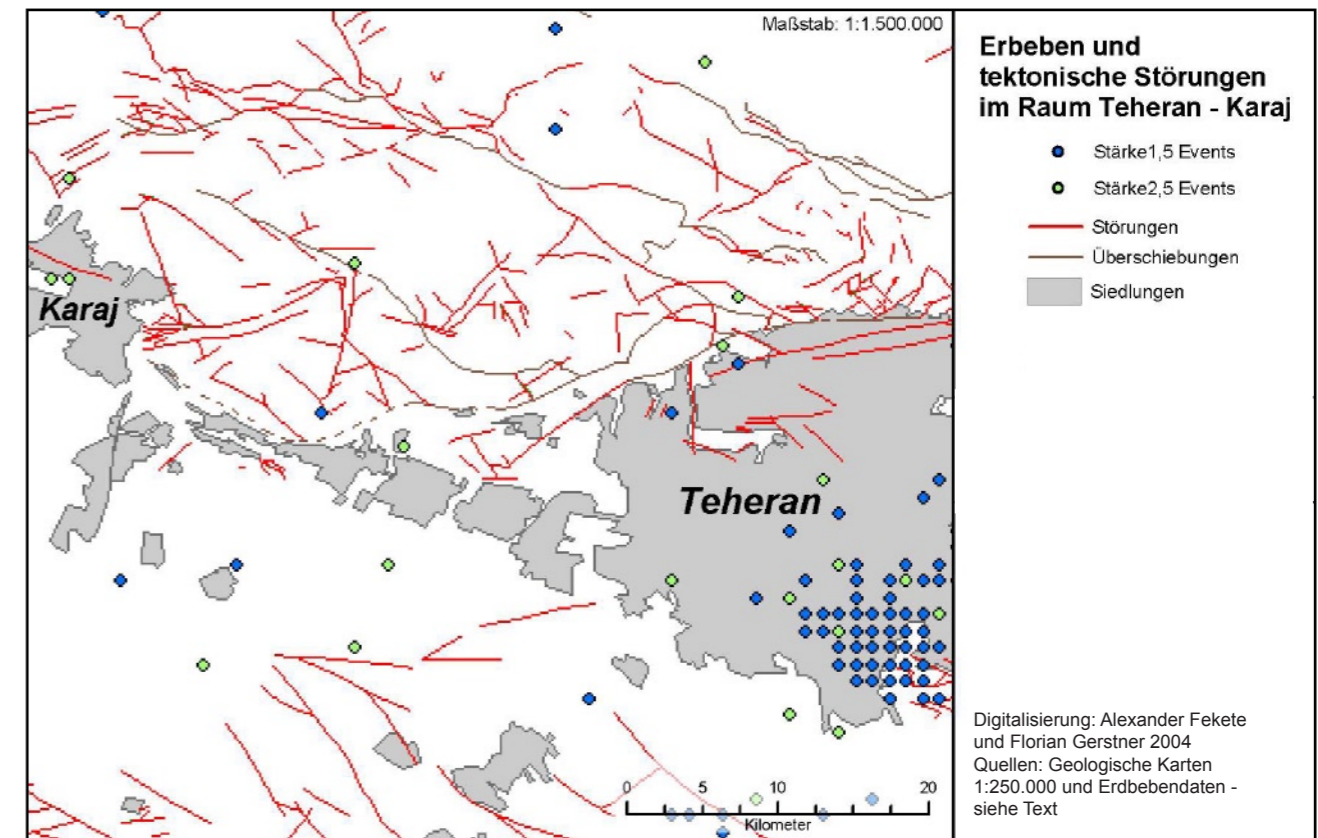 Maßstab: 1:1.500.000
Erbeben und
tektonische Störungen
im Raum Teheran - Karaj
Stärke1,5 Events
Stärke2,5 Events
Störungen
Überschiebungen
Siedlungen
Karaj
Teheran
0 5 10 20
Kilometer
Digitalisierung: Alexander Fekete
und Florian Gerstner 2004
Quellen: Geologische Karten
1:250.000 und Erdbebendaten -
siehe Text